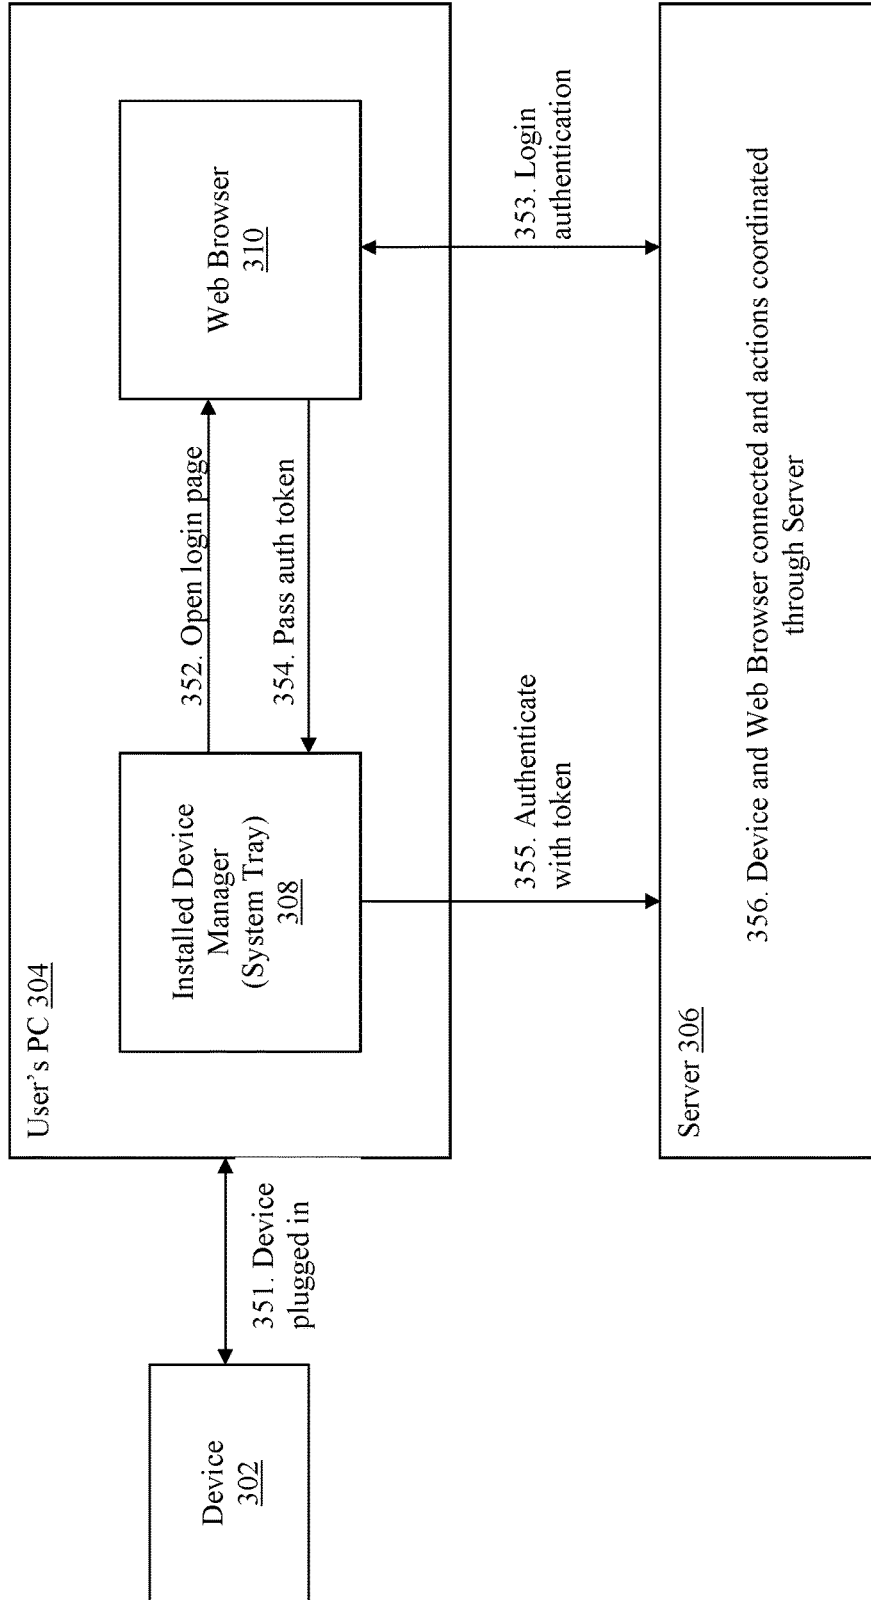 User's PC 304
Installed Device
Manager
(System Tray)
308
352. Open login page
354. Pass auth token
Web Browser
310
Device
302
351. Device
plugged in
355. Authenticate
with token
353. Login
authentication
Server 306
356. Device and Web Browser connected and actions coordinated
through Server